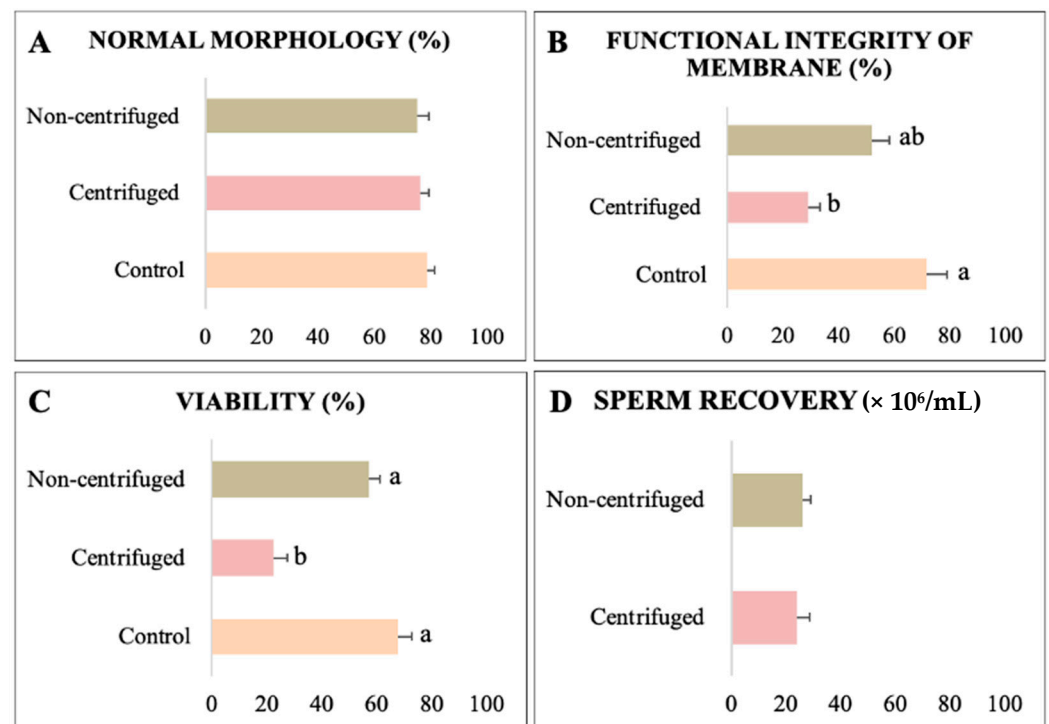 A NORMAL MORPHOLOGY (%)
Non-centrifuged
Centrifuged
Control
0 20 40 60 80 100
B FUNCTIONAL INTEGRITY OF
MEMBRANE (%)
Non-centrifuged ab
Centrifuged b
Control a
0 20 40 60 80 100
C VIABILITY (%)
Non-centrifuged a
Centrifuged b
Control a
0 20 40 60 80 100
D SPERM RECOVERY (× 10⁶/mL)
Non-centrifuged
Centrifuged
0 20 40 60 80 100